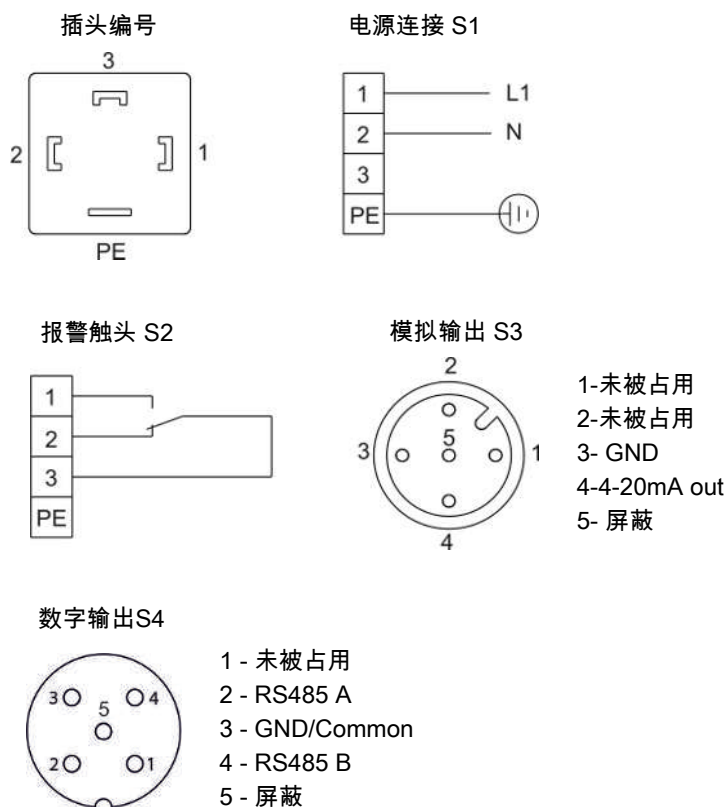 插头编号
3
2
1
PE
电源连接 S1
1
L1
2
N
3
PE
报警触头 S2
1
2
3
PE
模拟输出 S3
2
3
5
1
4
1-未被占用
2-未被占用
3- GND
4-4-20mA out
5- 屏蔽
数字输出S4
3
5
4
2
1
1 - 未被占用
2 - RS485 A
3 - GND/Common
4 - RS485 B
5 - 屏蔽